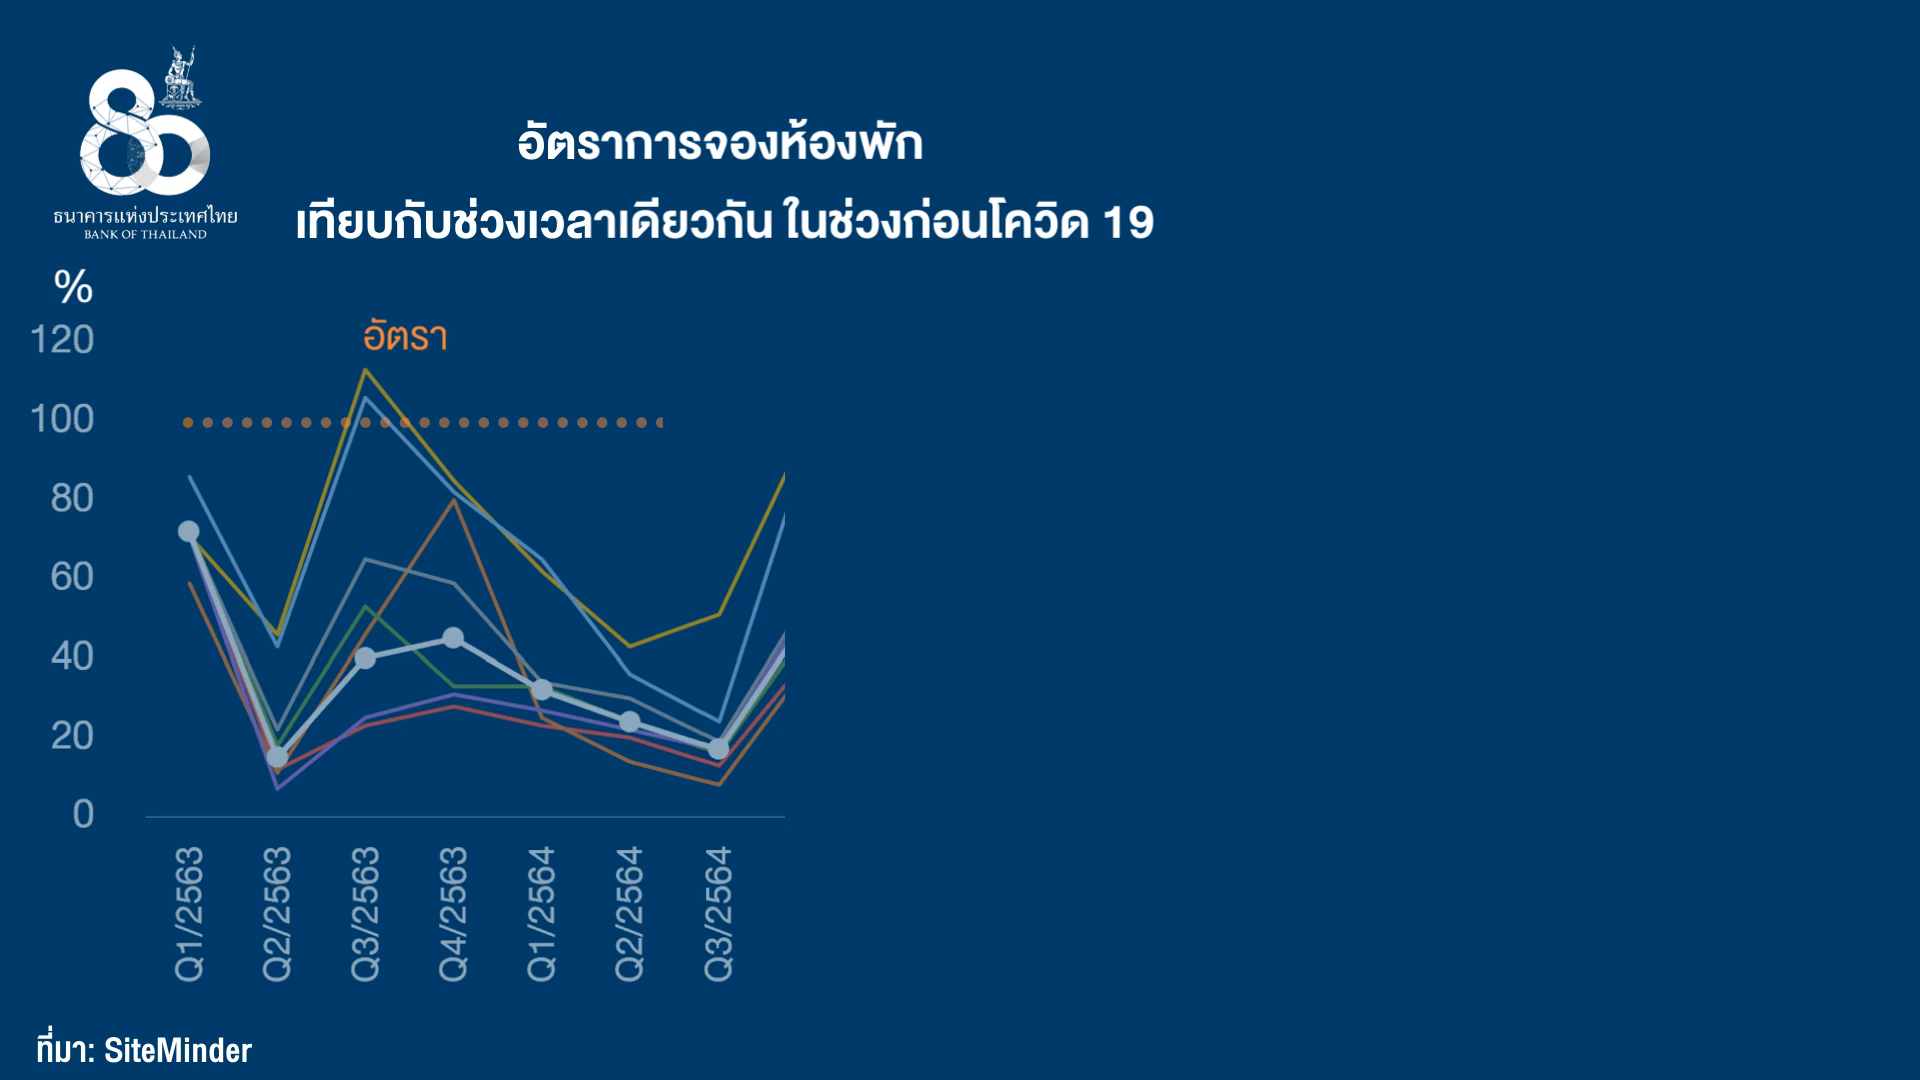 ธนาคารแห่งประเทศไทย
BANK OF THAILAND
อัตราการจองห้องพัก
เทียบกับช่วงเวลาเดียวกัน ในช่วงก่อนโควิด 19
%
120
อัตรา
100
80
60
40
20
0
Q1/2563
Q2/2563
Q3/2563
Q4/2563
Q1/2564
Q2/2564
Q3/2564
ที่มา: SiteMinder